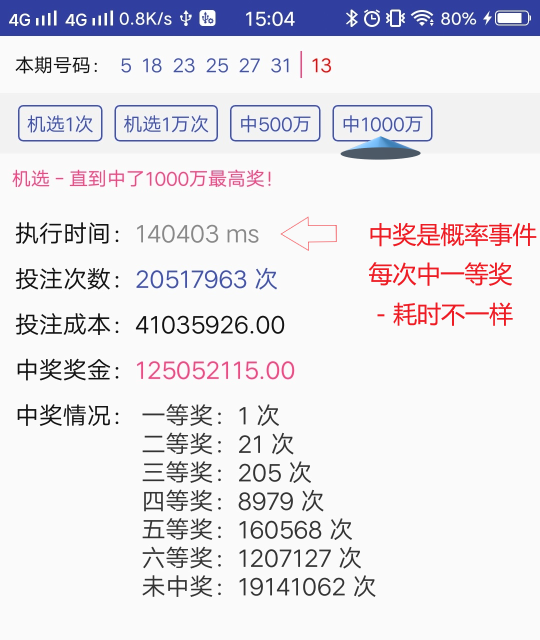 4G 4G 0.8K/s 15:04 80%
本期号码： 5 18 23 25 27 31 13
机选1次 机选1万次 中500万 中1000万
机选 - 直到中了1000万最高奖！
执行时间：140403 ms
中奖是概率事件
投注次数：20517963 次
每次中一等奖
- 耗时不一样
投注成本：41035926.00
中奖奖金：125052115.00
中奖情况： 一等奖：1 次
二等奖：21 次
三等奖：205 次
四等奖：8979 次
五等奖：160568 次
六等奖：1207127 次
未中奖：19141062 次